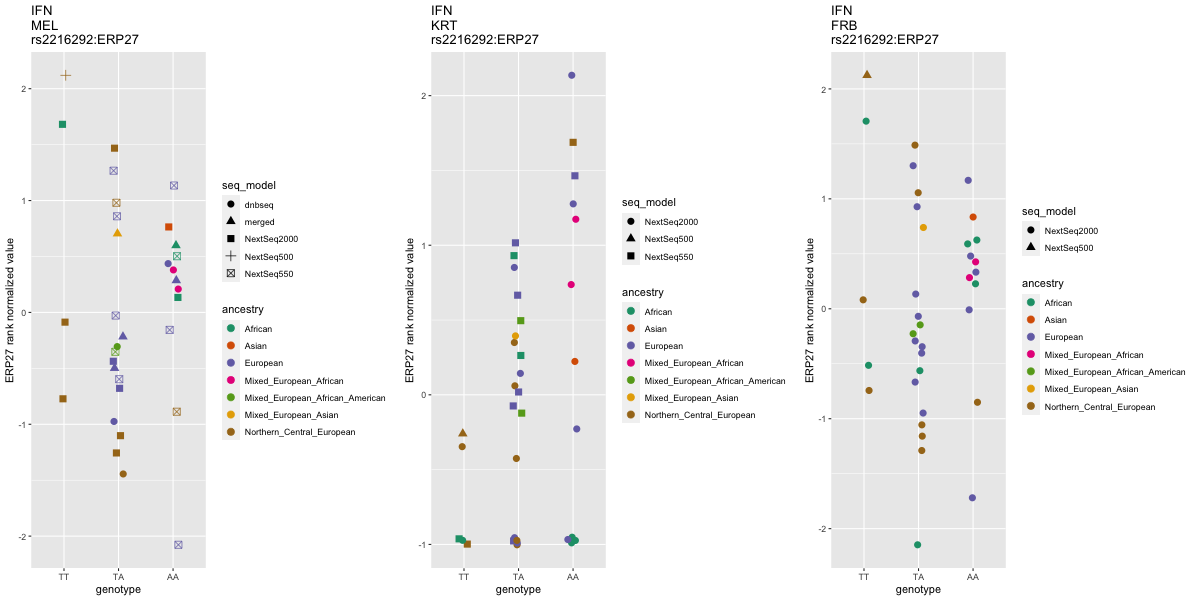 IFN
MEL
rs2216292:ERP27
ERP27 rank normalized value
2
1
0
-1
-2
TT
TA
AA
genotype
seq_model
dnbseq
merged
NextSeq2000
NextSeq500
NextSeq550
ancestry
African
Asian
European
Mixed_European_African
Mixed_European_African_American
Mixed_European_Asian
Northern_Central_European
IFN
KRT
rs2216292:ERP27
ERP27 rank normalized value
2
1
0
-1
TT
TA
AA
genotype
seq_model
NextSeq2000
NextSeq500
NextSeq550
ancestry
African
Asian
European
Mixed_European_African
Mixed_European_African_American
Mixed_European_Asian
Northern_Central_European
IFN
FRB
rs2216292:ERP27
ERP27 rank normalized value
2
1
0
-1
-2
TT
TA
AA
genotype
seq_model
NextSeq2000
NextSeq500
ancestry
African
Asian
European
Mixed_European_African
Mixed_European_African_American
Mixed_European_Asian
Northern_Central_European